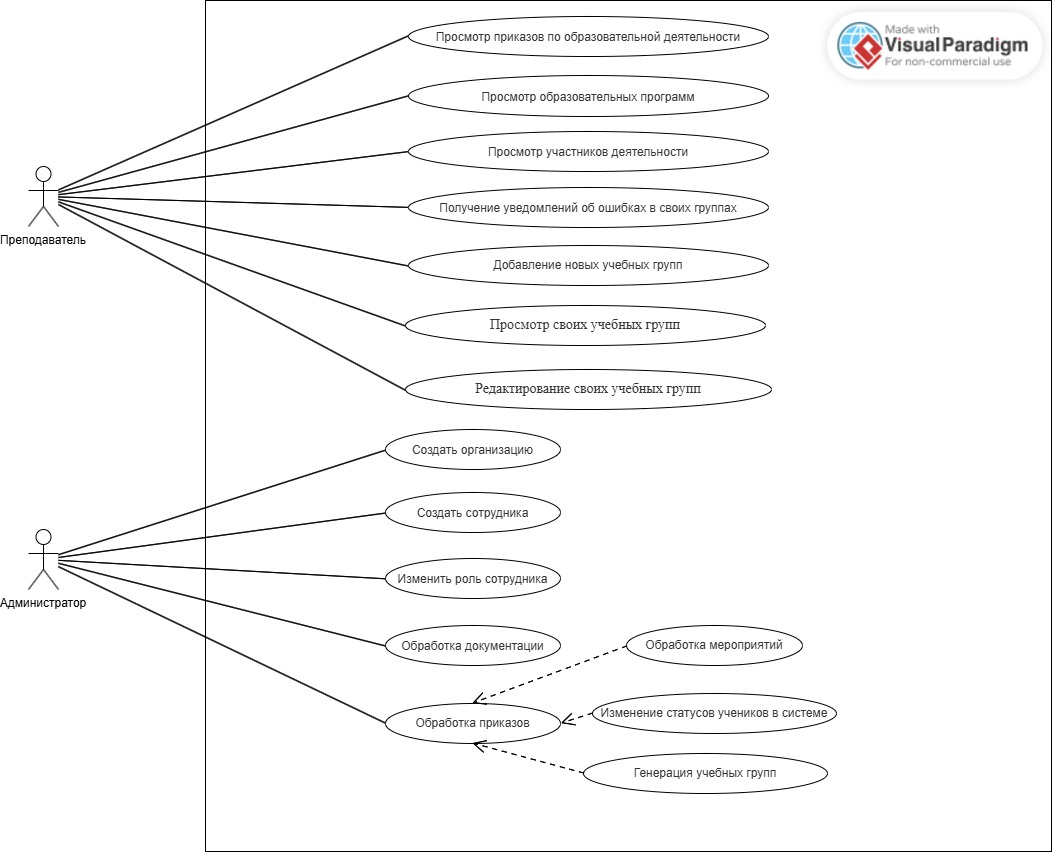 Made with
VisualParadigm
For non-commercial use
Просмотр приказов по образовательной деятельности
Просмотр образовательных программ
Просмотр участников деятельности
Получение уведомлений об ошибках в своих группах
Преподаватель
Добавление новых учебных групп
Просмотр своих учебных групп
Редактирование своих учебных групп
Создать организацию
Создать сотрудника
Изменить роль сотрудника
Администратор
Обработка документации
Обработка мероприятий
Изменение статусов учеников в системе
Обработка приказов
Генерация учебных групп